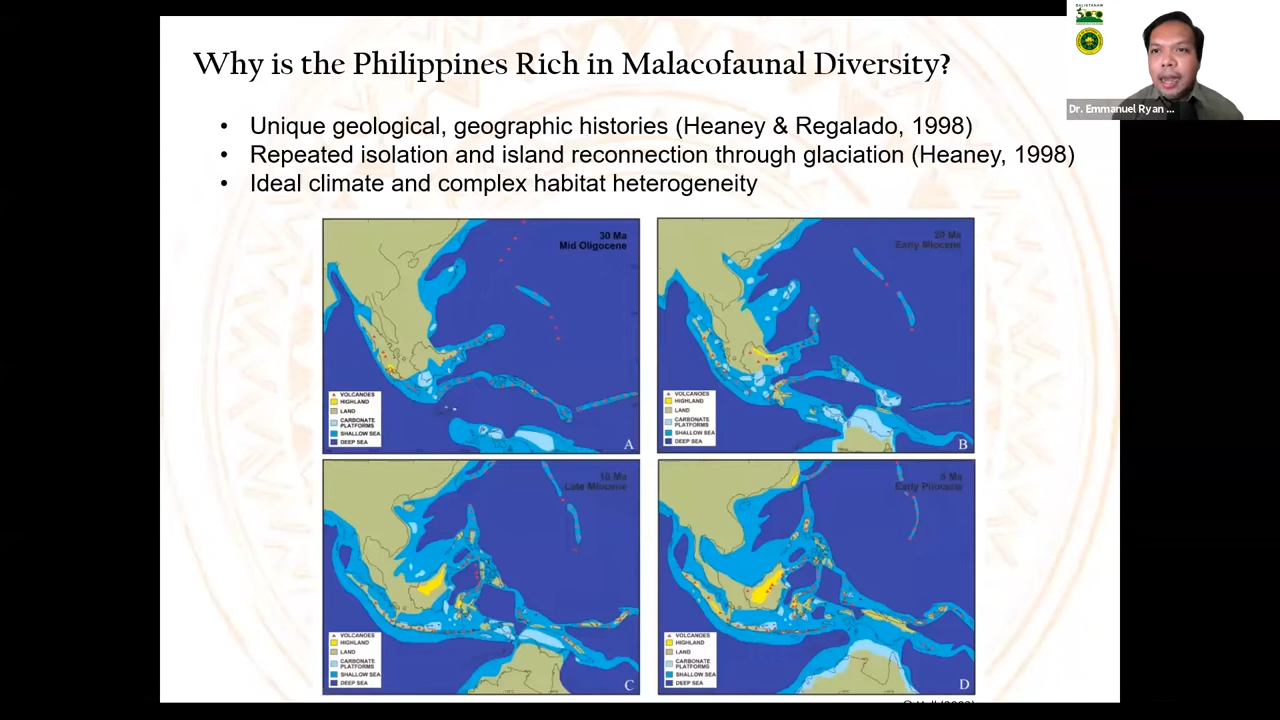 Why is the Philippines Rich in Malacofaunal Diversity?
Dr. Emmanuel Ryan ...
• Unique geological, geographic histories (Heaney & Regalado, 1998)
• Repeated isolation and island reconnection through glaciation (Heaney, 1998)
• Ideal climate and complex habitat heterogeneity
30 Ma
Mid Oligocene
VOLCANOES
HIGHLAND
LAND
CARBONATE
PLATFORMS
SHALLOW SEA
DEEP SEA
A
20 Ma
Early Miocene
VOLCANOES
HIGHLAND
LAND
CARBONATE
PLATFORMS
SHALLOW SEA
DEEP SEA
B
10 Ma
Late Miocene
VOLCANOES
HIGHLAND
LAND
CARBONATE
PLATFORMS
SHALLOW SEA
DEEP SEA
C
5 Ma
Early Pliocene
VOLCANOES
HIGHLAND
LAND
CARBONATE
PLATFORMS
SHALLOW SEA
DEEP SEA
D